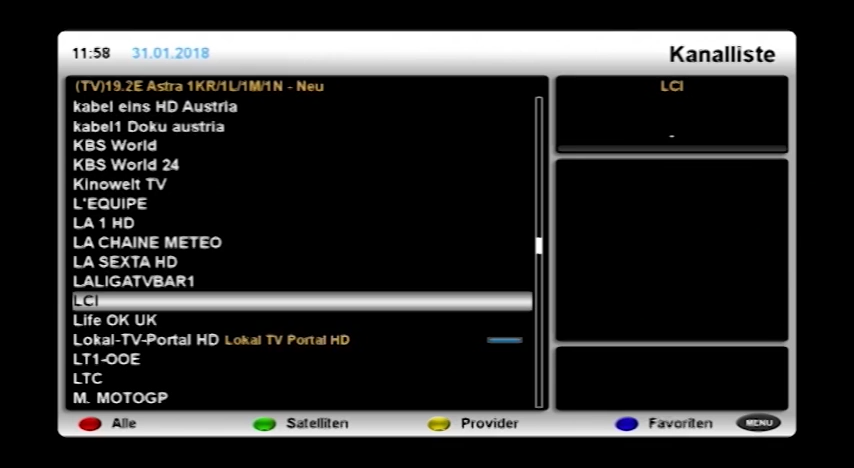 11:58 31.01.2018 Kanalliste
(TV)19.2E Astra 1KR/1L/1M/1N - Neu
kabel eins HD Austria
kabel1 Doku austria
KBS World
KBS World 24
Kinowelt TV
L'EQUIPE
LA 1 HD
LA CHAINE METEO
LA SEXTA HD
LALIGATVBAR1
LCI
Life OK UK
Lokal-TV-Portal HD Lokal TV Portal HD
LT1-OOE
LTC
M. MOTOGP
LCI
-
Alle Satelliten Provider Favoriten MENU